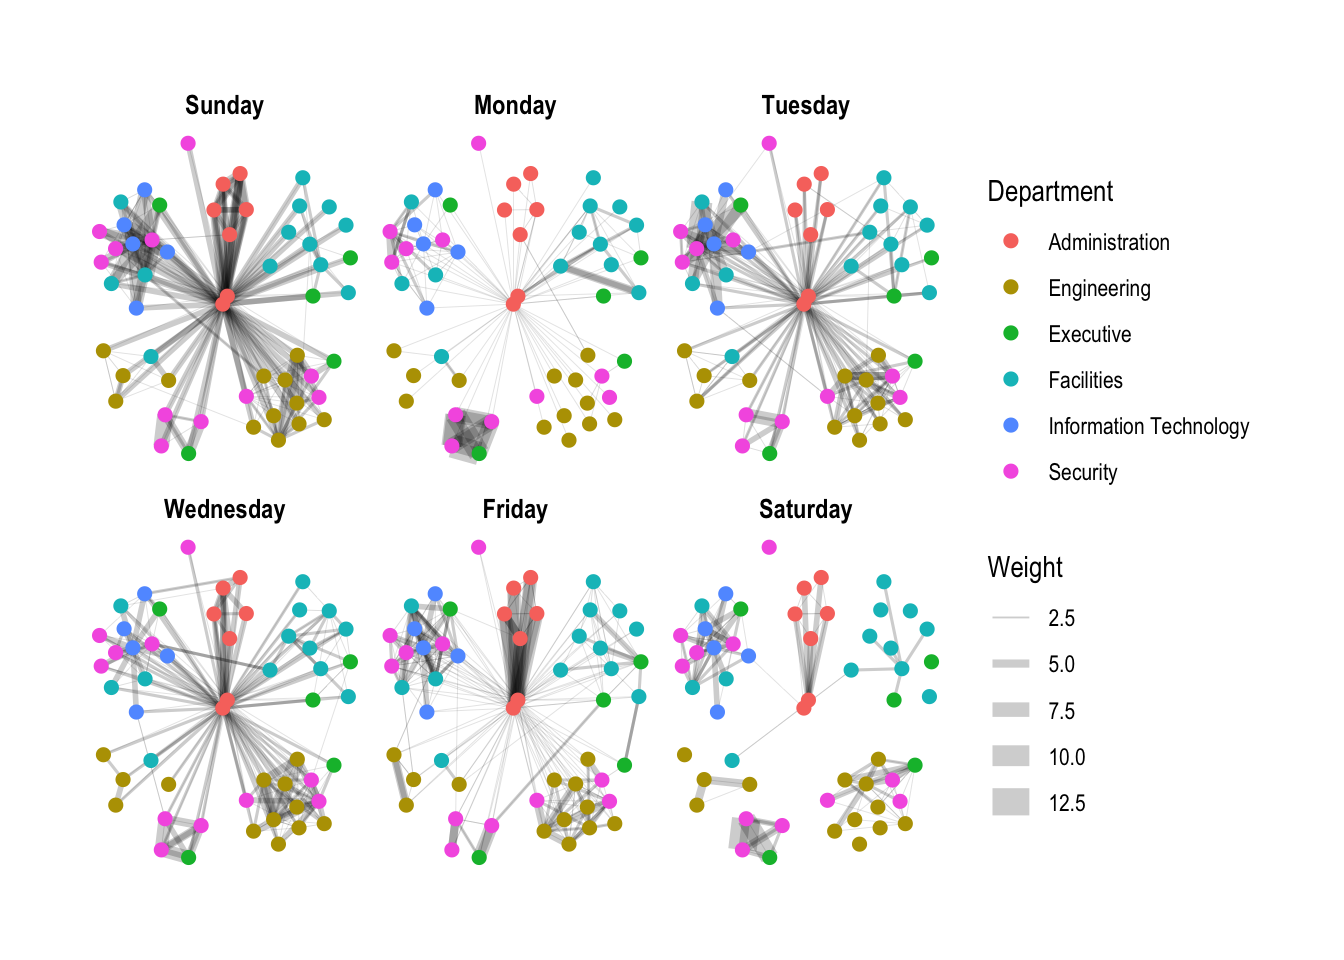 Sunday
Monday
Tuesday
Wednesday
Friday
Saturday
Department
Administration
Engineering
Executive
Facilities
Information Technology
Security
Weight
2.5
5.0
7.5
10.0
12.5